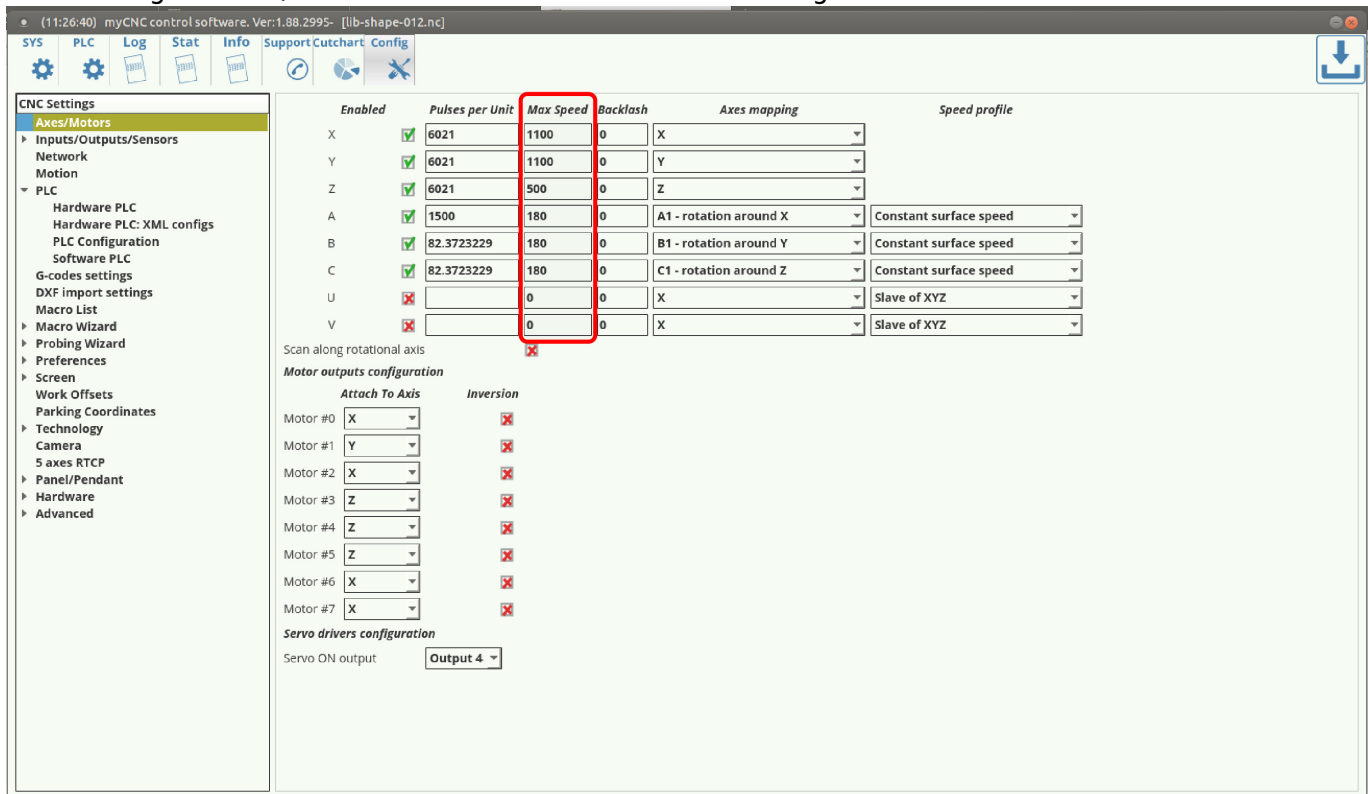 (11:26:40) myCNC control software. Ver:1.88.2995- [lib-shape-012.nc]
SYS PLC Log Stat Info Support Cutchart Config
CNC Settings
Axes/Motors
Inputs/Outputs/Sensors
Network
Motion
PLC
Hardware PLC
Hardware PLC: XML configs
PLC Configuration
Software PLC
G-codes settings
DXF import settings
Macro List
Macro Wizard
Probing Wizard
Preferences
Screen
Work Offsets
Parking Coordinates
Technology
Camera
5 axes RTCP
Panel/Pendant
Hardware
Advanced
Enabled Pulses per Unit Max Speed Backlash Axes mapping Speed profile
X 6021 1100 0 X
Y 6021 1100 0 Y
Z 6021 500 0 Z
A 1500 180 0 A1 - rotation around X Constant surface speed
B 82.3723229 180 0 B1 - rotation around Y Constant surface speed
C 82.3723229 180 0 C1 - rotation around Z Constant surface speed
U 0 0 X Slave of XYZ
V 0 0 X Slave of XYZ
Scan along rotational axis
Motor outputs configuration
Attach To Axis Inversion
Motor #0 X
Motor #1 Y
Motor #2 X
Motor #3 Z
Motor #4 Z
Motor #5 Z
Motor #6 X
Motor #7 X
Servo drivers configuration
Servo ON output Output 4